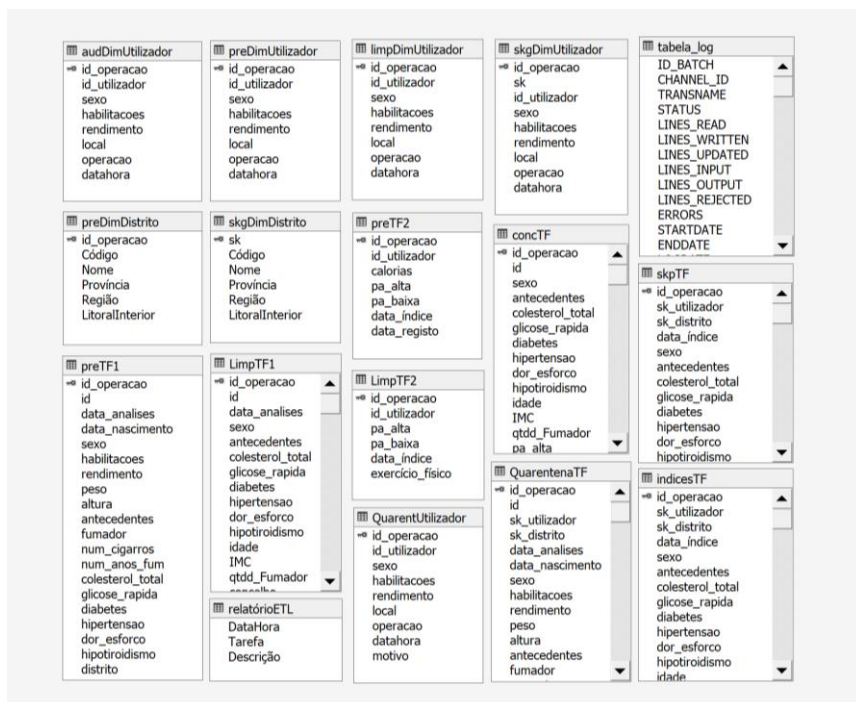 audDimUtilizador
id_operacao
id_utilizador
sexo
habilitacoes
rendimento
local
operacao
datahora
preDimUtilizador
id_operacao
id_utilizador
sexo
habilitacoes
rendimento
local
operacao
datahora
limpDimUtilizador
id_operacao
id_utilizador
sexo
habilitacoes
rendimento
local
operacao
datahora
skgDimUtilizador
id_operacao
sk
id_utilizador
sexo
habilitacoes
rendimento
local
operacao
datahora
tabela_log
ID_BATCH
CHANNEL_ID
TRANSNAME
STATUS
LINES_READ
LINES_WRITTEN
LINES_UPDATED
LINES_INPUT
LINES_OUTPUT
LINES_REJECTED
ERRORS
STARTDATE
ENDDATE
preDimDistrito
id_operacao
Código
Nome
Província
Região
LitoralInterior
skgDimDistrito
sk
Código
Nome
Província
Região
LitoralInterior
preTF2
id_operacao
id_utilizador
calorias
pa_alta
pa_baixa
data_índice
data_registo
concTF
id_operacao
id
sexo
antecedentes
colesterol_total
glicose_rapida
diabetes
hipertensao
dor_esforco
hipotiroidismo
idade
IMC
qtdd_Fumador
pa_alta
skpTF
id_operacao
sk_utilizador
sk_distrito
data_índice
sexo
antecedentes
colesterol_total
glicose_rapida
diabetes
hipertensao
dor_esforco
hipotiroidismo
preTF1
id_operacao
id
data_analises
data_nascimento
sexo
habilitacoes
rendimento
peso
altura
antecedentes
fumador
num_cigarros
num_anos_fum
colesterol_total
glicose_rapida
diabetes
hipertensao
dor_esforco
hipotiroidismo
distrito
LimpTF1
id_operacao
id
data_analises
sexo
antecedentes
colesterol_total
glicose_rapida
diabetes
hipertensao
dor_esforco
hipotiroidismo
idade
IMC
qtdd_Fumador
relatórioETL
DataHora
Tarefa
Descrição
LimpTF2
id_operacao
id_utilizador
pa_alta
pa_baixa
data_índice
exercício_físico
QuarentUtilizador
id_operacao
id_utilizador
sexo
habilitacoes
rendimento
local
operacao
datahora
motivo
QuarentenaTF
id_operacao
id
sk_utilizador
sk_distrito
data_analises
data_nascimento
sexo
habilitacoes
rendimento
peso
altura
antecedentes
fumador
indicesTF
id_operacao
sk_utilizador
sk_distrito
data_índice
sexo
antecedentes
colesterol_total
glicose_rapida
diabetes
hipertensao
dor_esforco
hipotiroidismo
idade